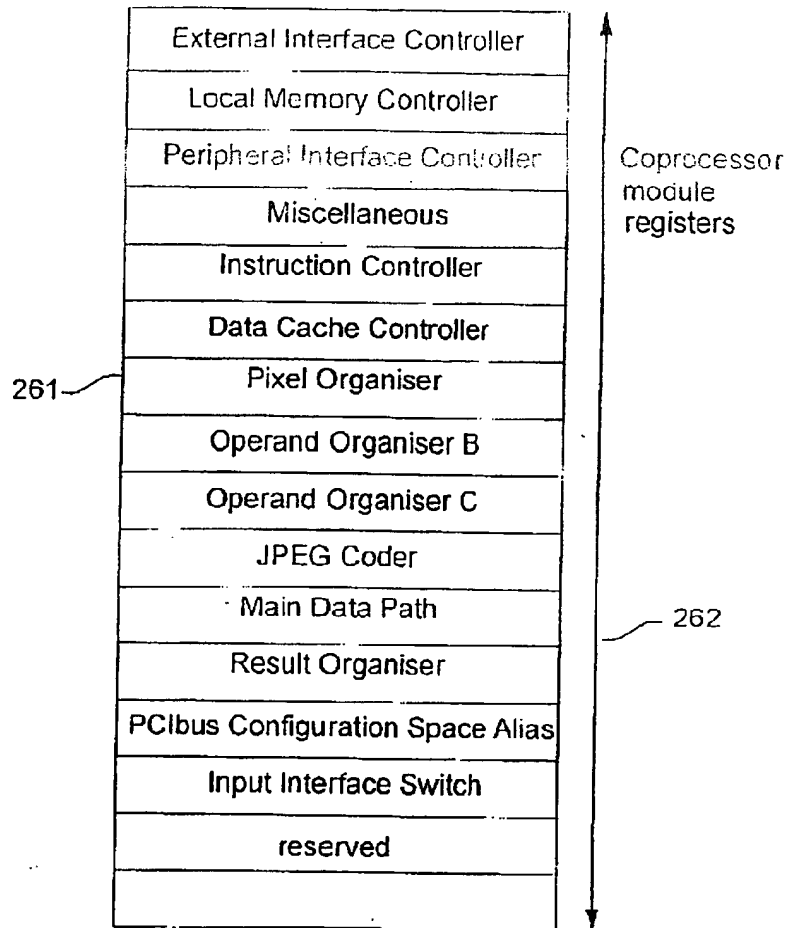 External Interface Controller
Local Memory Controller
Peripheral Interface Controller
Miscellaneous
Instruction Controller
Data Cache Controller
Pixel Organiser
Operand Organiser B
Operand Organiser C
JPEG Coder
Main Data Path
Result Organiser
PCIbus Configuration Space Alias
Input Interface Switch
reserved
Coprocessor
module
registers
261
262